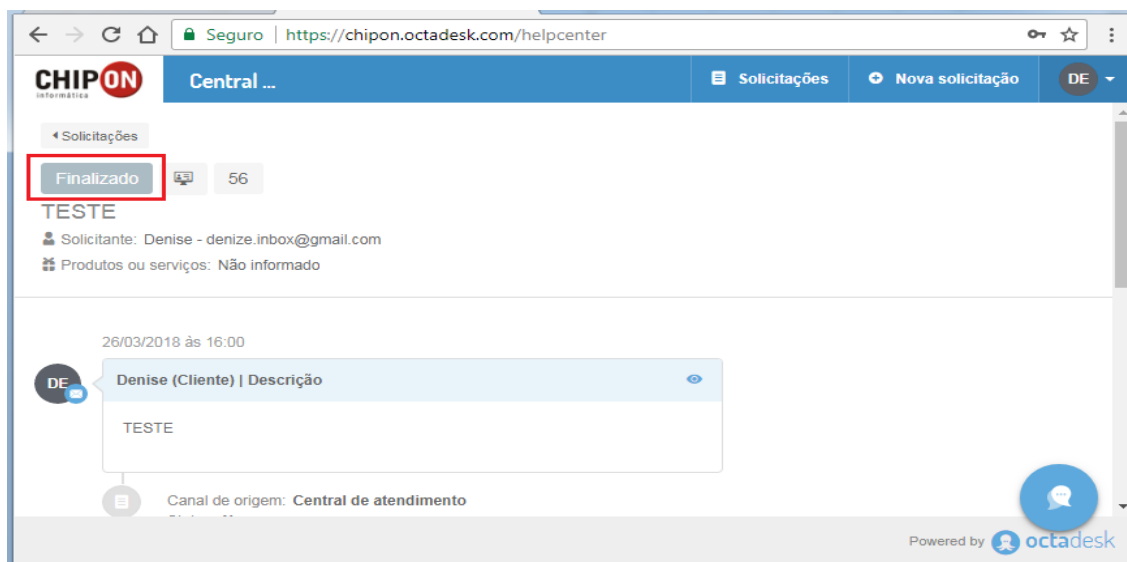 Seguro | https://chipon.octadesk.com/helpcenter
CHIPON
informática
Central ...
Solicitações
Nova solicitação
DE
Solicitações
Finalizado
56
TESTE
Solicitante: Denise - denize.inbox@gmail.com
Produtos ou serviços: Não informado
26/03/2018 às 16:00
DE
Denise (Cliente) | Descrição
TESTE
Canal de origem: Central de atendimento
Powered by octadesk